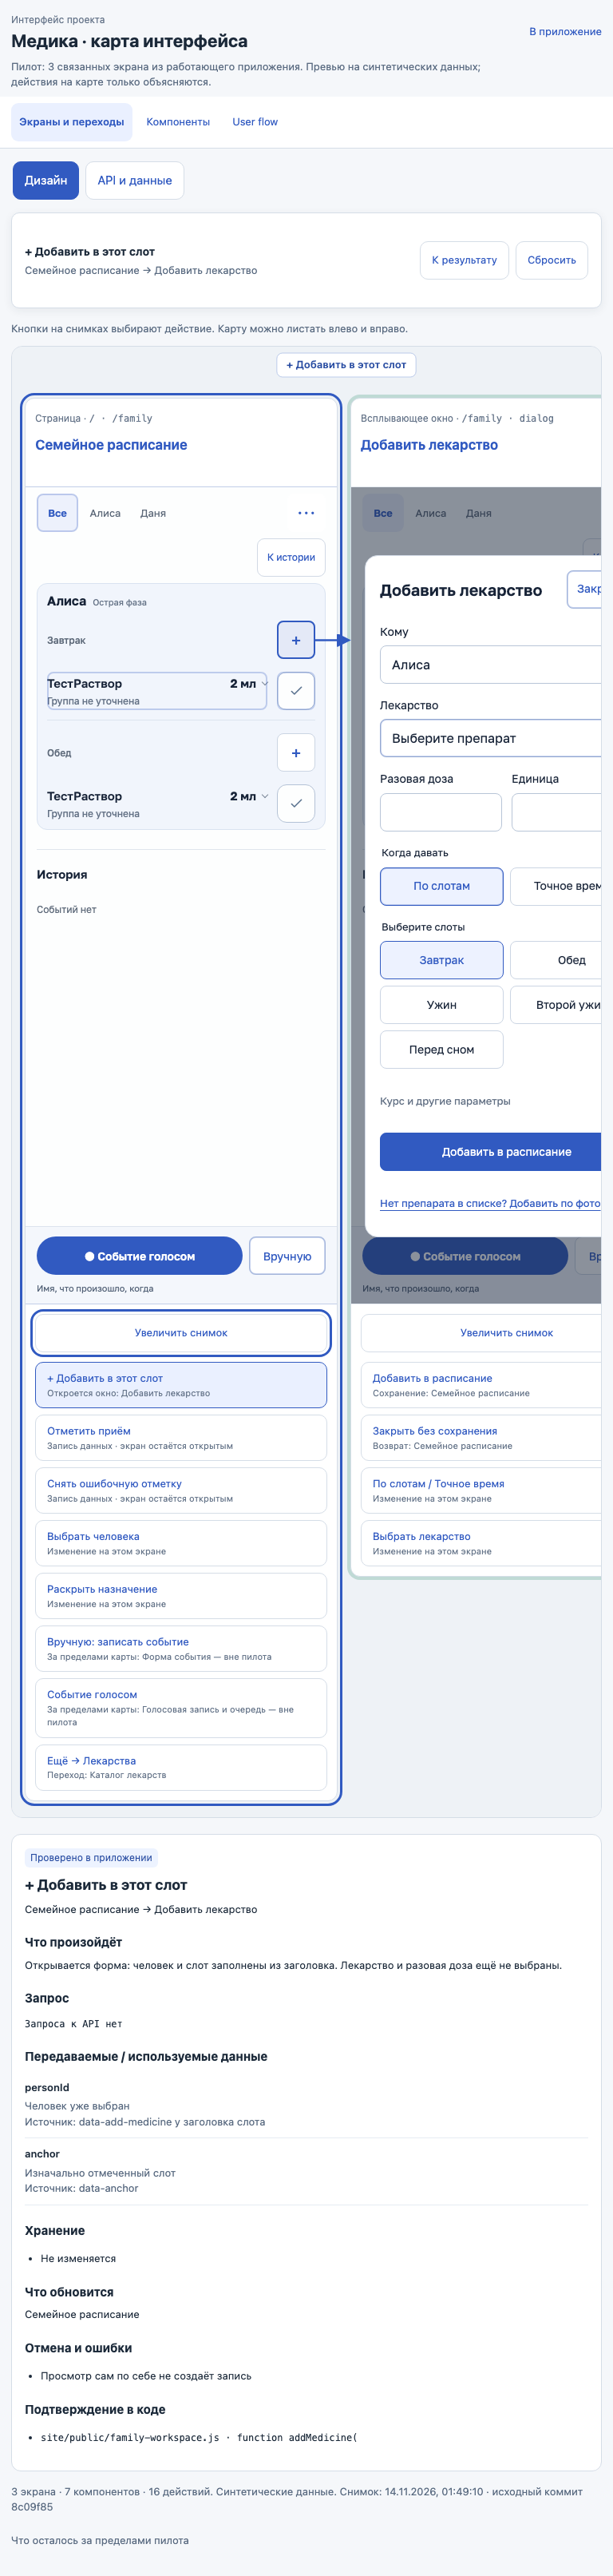 Интерфейс проекта
Медика · карта интерфейса
В приложение
Пилот: 3 связанных экрана из работающего приложения. Превью на синтетических данных;
действия на карте только объясняются.
Экраны и переходы
Компоненты
User flow
Дизайн
API и данные
+ Добавить в этот слот
Семейное расписание → Добавить лекарство
К результату
Сбросить
Кнопки на снимках выбирают действие. Карту можно листать влево и вправо.
+ Добавить в этот слот
Страница · / · /family
Семейное расписание
Все
Алиса
Даня
К истории
Алиса Острая фаза
Завтрак
+
ТестРаствор
2 мл
Группа не уточнена
Обед
+
ТестРаствор
2 мл
Группа не уточнена
История
Событий нет
Событие голосом
Вручную
Имя, что произошло, когда
Увеличить снимок
+ Добавить в этот слот
Откроется окно: Добавить лекарство
Отметить приём
Запись данных · экран остаётся открытым
Снять ошибочную отметку
Запись данных · экран остаётся открытым
Выбрать человека
Изменение на этом экране
Раскрыть назначение
Изменение на этом экране
Вручную: записать событие
За пределами карты: Форма события — вне пилота
Событие голосом
За пределами карты: Голосовая запись и очередь — вне
пилота
Ещё → Лекарства
Переход: Каталог лекарств
Всплывающее окно · /family · dialog
Добавить лекарство
Все
Алиса
Даня
Добавить лекарство
Закр
Кому
Алиса
Лекарство
Выберите препарат
Разовая доза
Единица
Когда давать
По слотам
Точное врем
Выберите слоты
Завтрак
Обед
Ужин
Второй ужи
Перед сном
Курс и другие параметры
Добавить в расписание
Нет препарата в списке? Добавить по фото
Событие голосом
Вр
Имя, что произошло, когда
Увеличить снимок
Добавить в расписание
Сохранение: Семейное расписание
Закрыть без сохранения
Возврат: Семейное расписание
По слотам / Точное время
Изменение на этом экране
Выбрать лекарство
Изменение на этом экране
Проверено в приложении
+ Добавить в этот слот
Семейное расписание → Добавить лекарство
Что произойдёт
Открывается форма: человек и слот заполнены из заголовка. Лекарство и разовая доза ещё не выбраны.
Запрос
Запроса к API нет
Передаваемые / используемые данные
personId
Человек уже выбран
Источник: data-add-medicine у заголовка слота
anchor
Изначально отмеченный слот
Источник: data-anchor
Хранение
• Не изменяется
Что обновится
Семейное расписание
Отмена и ошибки
• Просмотр сам по себе не создаёт запись
Подтверждение в коде
• site/public/family-workspace.js · function addMedicine(
3 экрана · 7 компонентов · 16 действий. Синтетические данные. Снимок: 14.11.2026, 01:49:10 · исходный коммит
8c09f85
Что осталось за пределами пилота